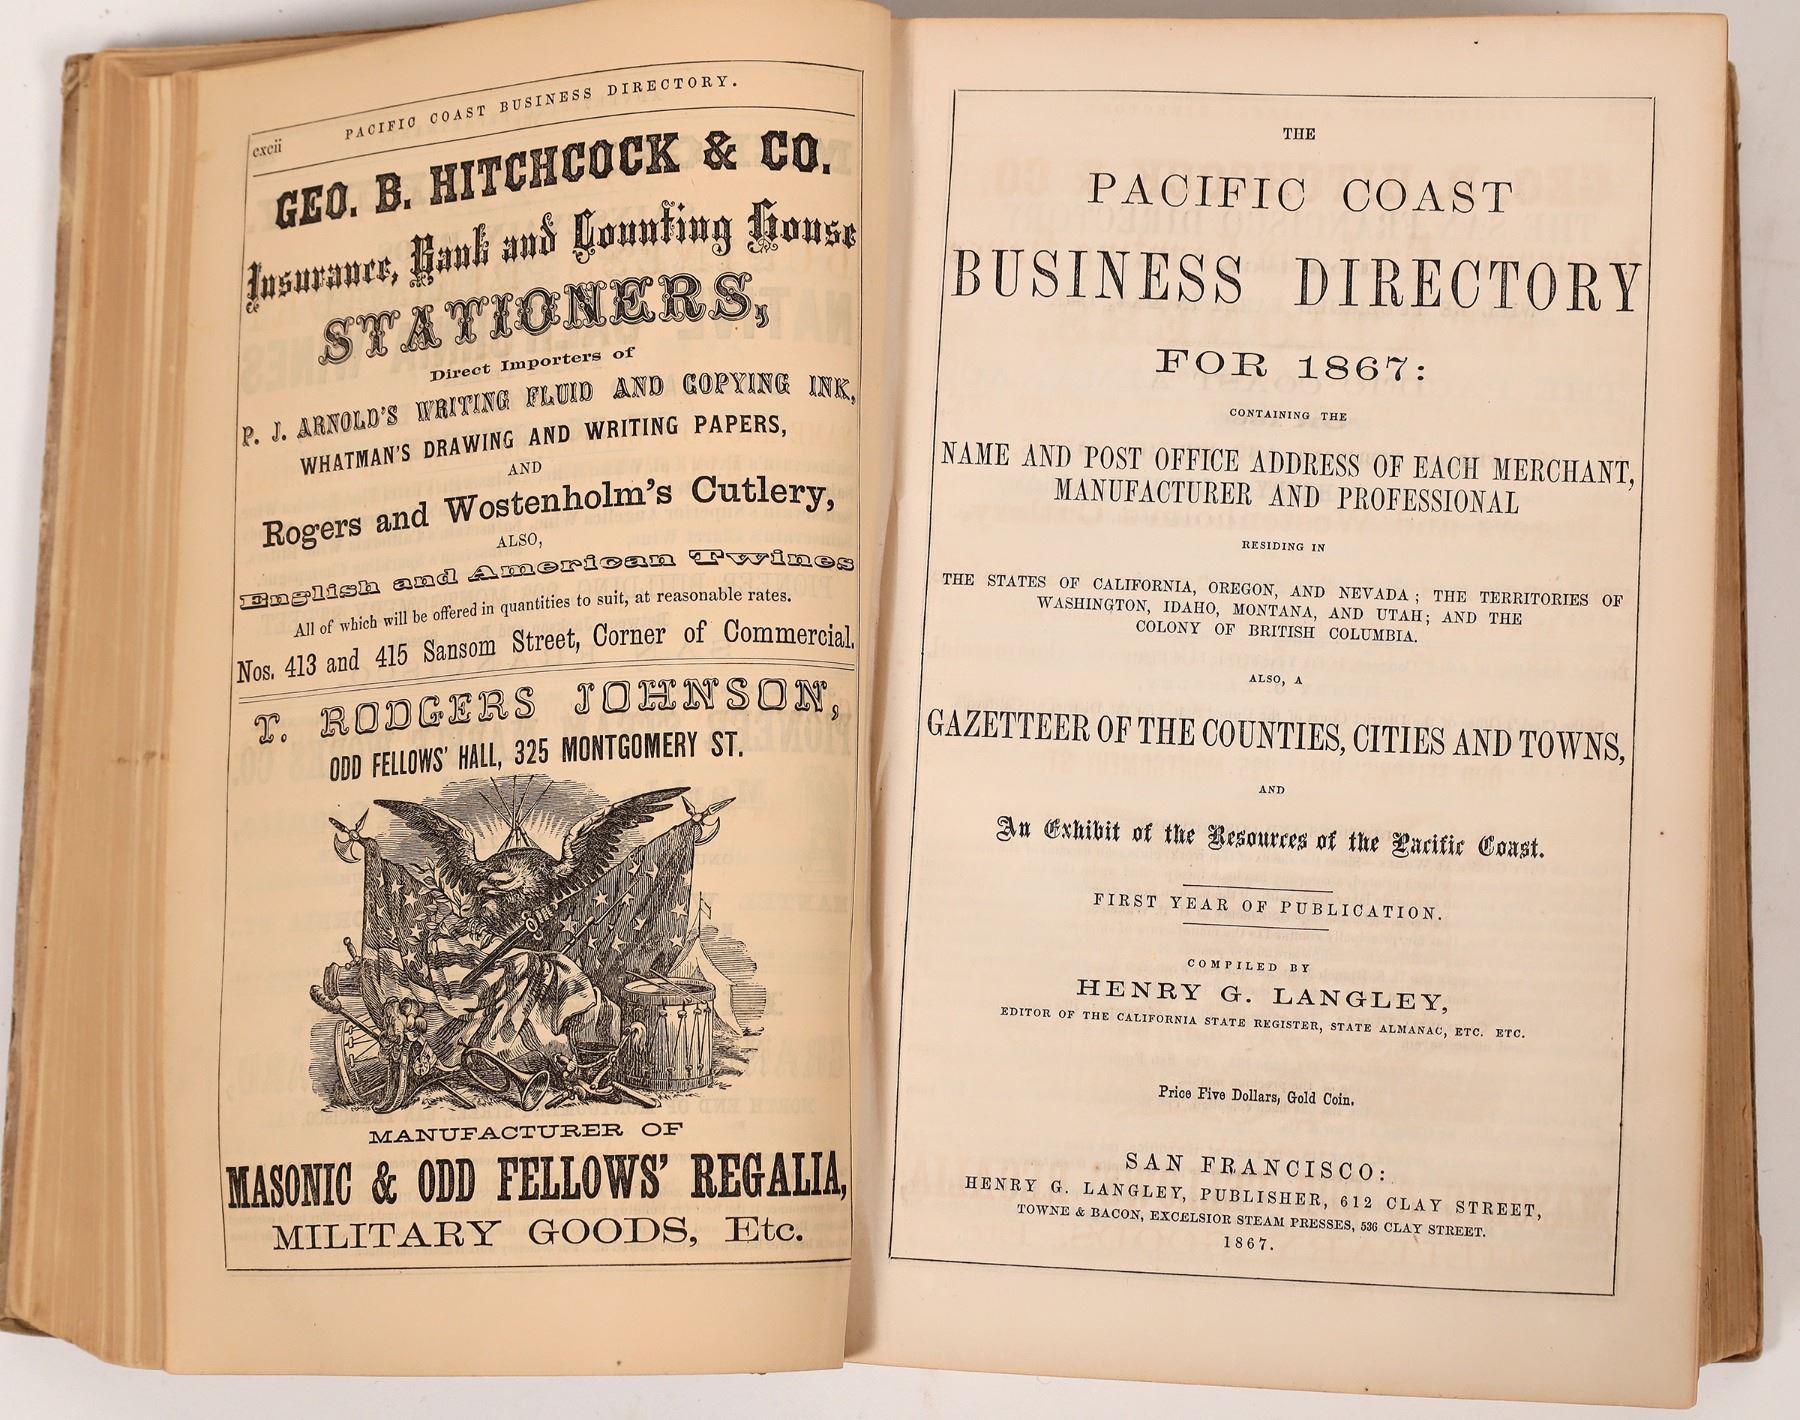 cxcii
PACIFIC COAST BUSINESS DIRECTORY.
GEO. B. HITCHCOCK & CO.
Insurance, Bank and Counting House
STATIONERS,
Direct Importers of
P. J. ARNOLD'S WRITING FLUID AND COPYING INK,
WHATMAN'S DRAWING AND WRITING PAPERS,
AND
Rogers and Wostenholm's Cutlery,
ALSO,
English and American Twines
All of which will be offered in quantities to suit, at reasonable rates.
Nos. 413 and 415 Sansom Street, Corner of Commercial.
T. RODGERS JOHNSON,
ODD FELLOWS' HALL, 325 MONTGOMERY ST.
MANUFACTURER OF
MASONIC & ODD FELLOWS' REGALIA,
MILITARY GOODS, Etc.
THE
PACIFIC COAST
BUSINESS DIRECTORY
FOR 1867:
CONTAINING THE
NAME AND POST OFFICE ADDRESS OF EACH MERCHANT,
MANUFACTURER AND PROFESSIONAL
RESIDING IN
THE STATES OF CALIFORNIA, OREGON, AND NEVADA; THE TERRITORIES OF
WASHINGTON, IDAHO, MONTANA, AND UTAH; AND THE
COLONY OF BRITISH COLUMBIA.
ALSO, A
GAZETTEER OF THE COUNTIES, CITIES AND TOWNS,
AND
An Exhibit of the Resources of the Pacific Coast.
FIRST YEAR OF PUBLICATION.
COMPILED BY
HENRY G. LANGLEY,
EDITOR OF THE CALIFORNIA STATE REGISTER, STATE ALMANAC, ETC. ETC.
Price Five Dollars, Gold Coin.
SAN FRANCISCO:
HENRY G. LANGLEY, PUBLISHER, 612 CLAY STREET,
TOWNE & BACON, EXCELSIOR STEAM PRESSES, 536 CLAY STREET.
1867.